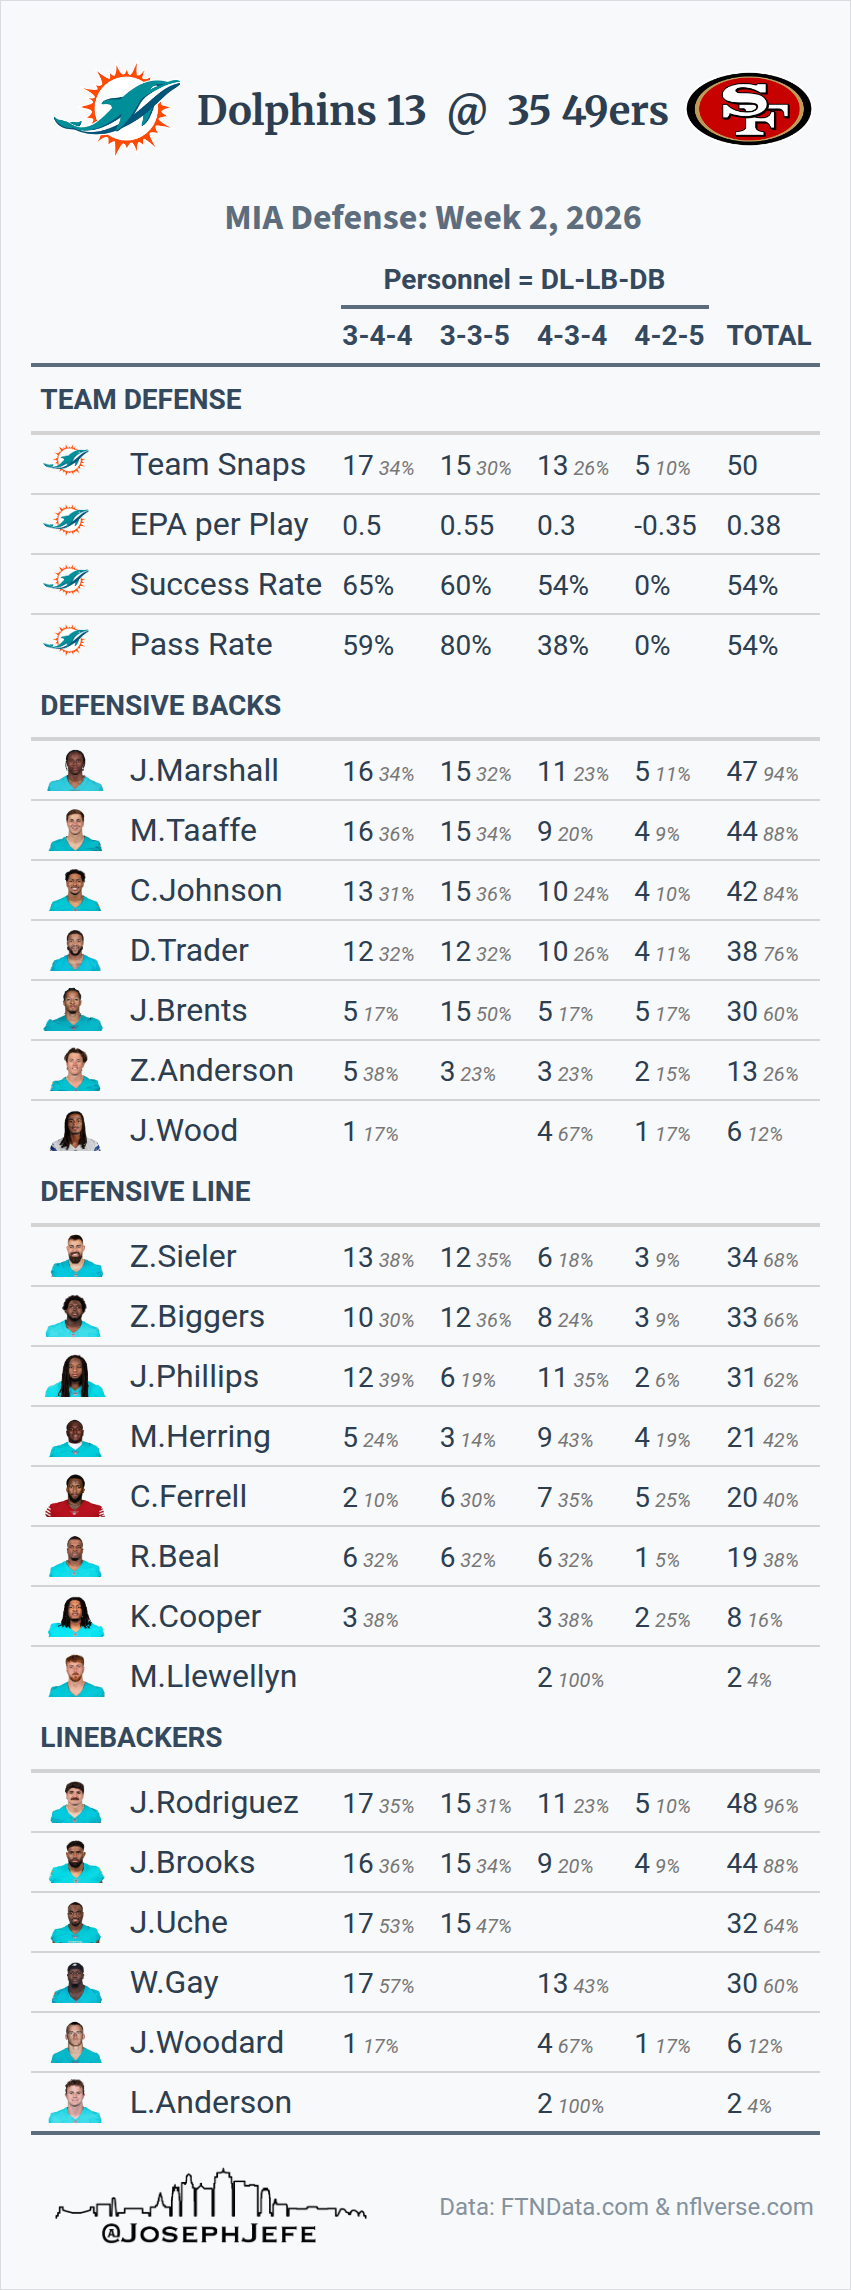 Dolphins 13 @ 35 49ers
SF
MIA Defense: Week 2, 2026
Personnel = DL-LB-DB
3-4-4 3-3-5 4-3-4 4-2-5 TOTAL
TEAM DEFENSE
Team Snaps 17 34% 15 30% 13 26% 5 10% 50
EPA per Play 0.5 0.55 0.3 -0.35 0.38
Success Rate 65% 60% 54% 0% 54%
Pass Rate 59% 80% 38% 0% 54%
DEFENSIVE BACKS
J.Marshall 16 34% 15 32% 11 23% 5 11% 47 94%
M.Taaffe 16 36% 15 34% 9 20% 4 9% 44 88%
C.Johnson 13 31% 15 36% 10 24% 4 10% 42 84%
D.Trader 12 32% 12 32% 10 26% 4 11% 38 76%
J.Brents 5 17% 15 50% 5 17% 5 17% 30 60%
Z.Anderson 5 38% 3 23% 3 23% 2 15% 13 26%
J.Wood 1 17% 4 67% 1 17% 6 12%
DEFENSIVE LINE
Z.Sieler 13 38% 12 35% 6 18% 3 9% 34 68%
Z.Biggers 10 30% 12 36% 8 24% 3 9% 33 66%
J.Phillips 12 39% 6 19% 11 35% 2 6% 31 62%
M.Herring 5 24% 3 14% 9 43% 4 19% 21 42%
C.Ferrell 2 10% 6 30% 7 35% 5 25% 20 40%
R.Beal 6 32% 6 32% 6 32% 1 5% 19 38%
K.Cooper 3 38% 3 38% 2 25% 8 16%
M.Llewellyn 2 100% 2 4%
LINEBACKERS
J.Rodriguez 17 35% 15 31% 11 23% 5 10% 48 96%
J.Brooks 16 36% 15 34% 9 20% 4 9% 44 88%
J.Uche 17 53% 15 47% 32 64%
W.Gay 17 57% 13 43% 30 60%
J.Woodard 1 17% 4 67% 1 17% 6 12%
L.Anderson 2 100% 2 4%
@JOSEPHJEFE
Data: FTNData.com & nflverse.com